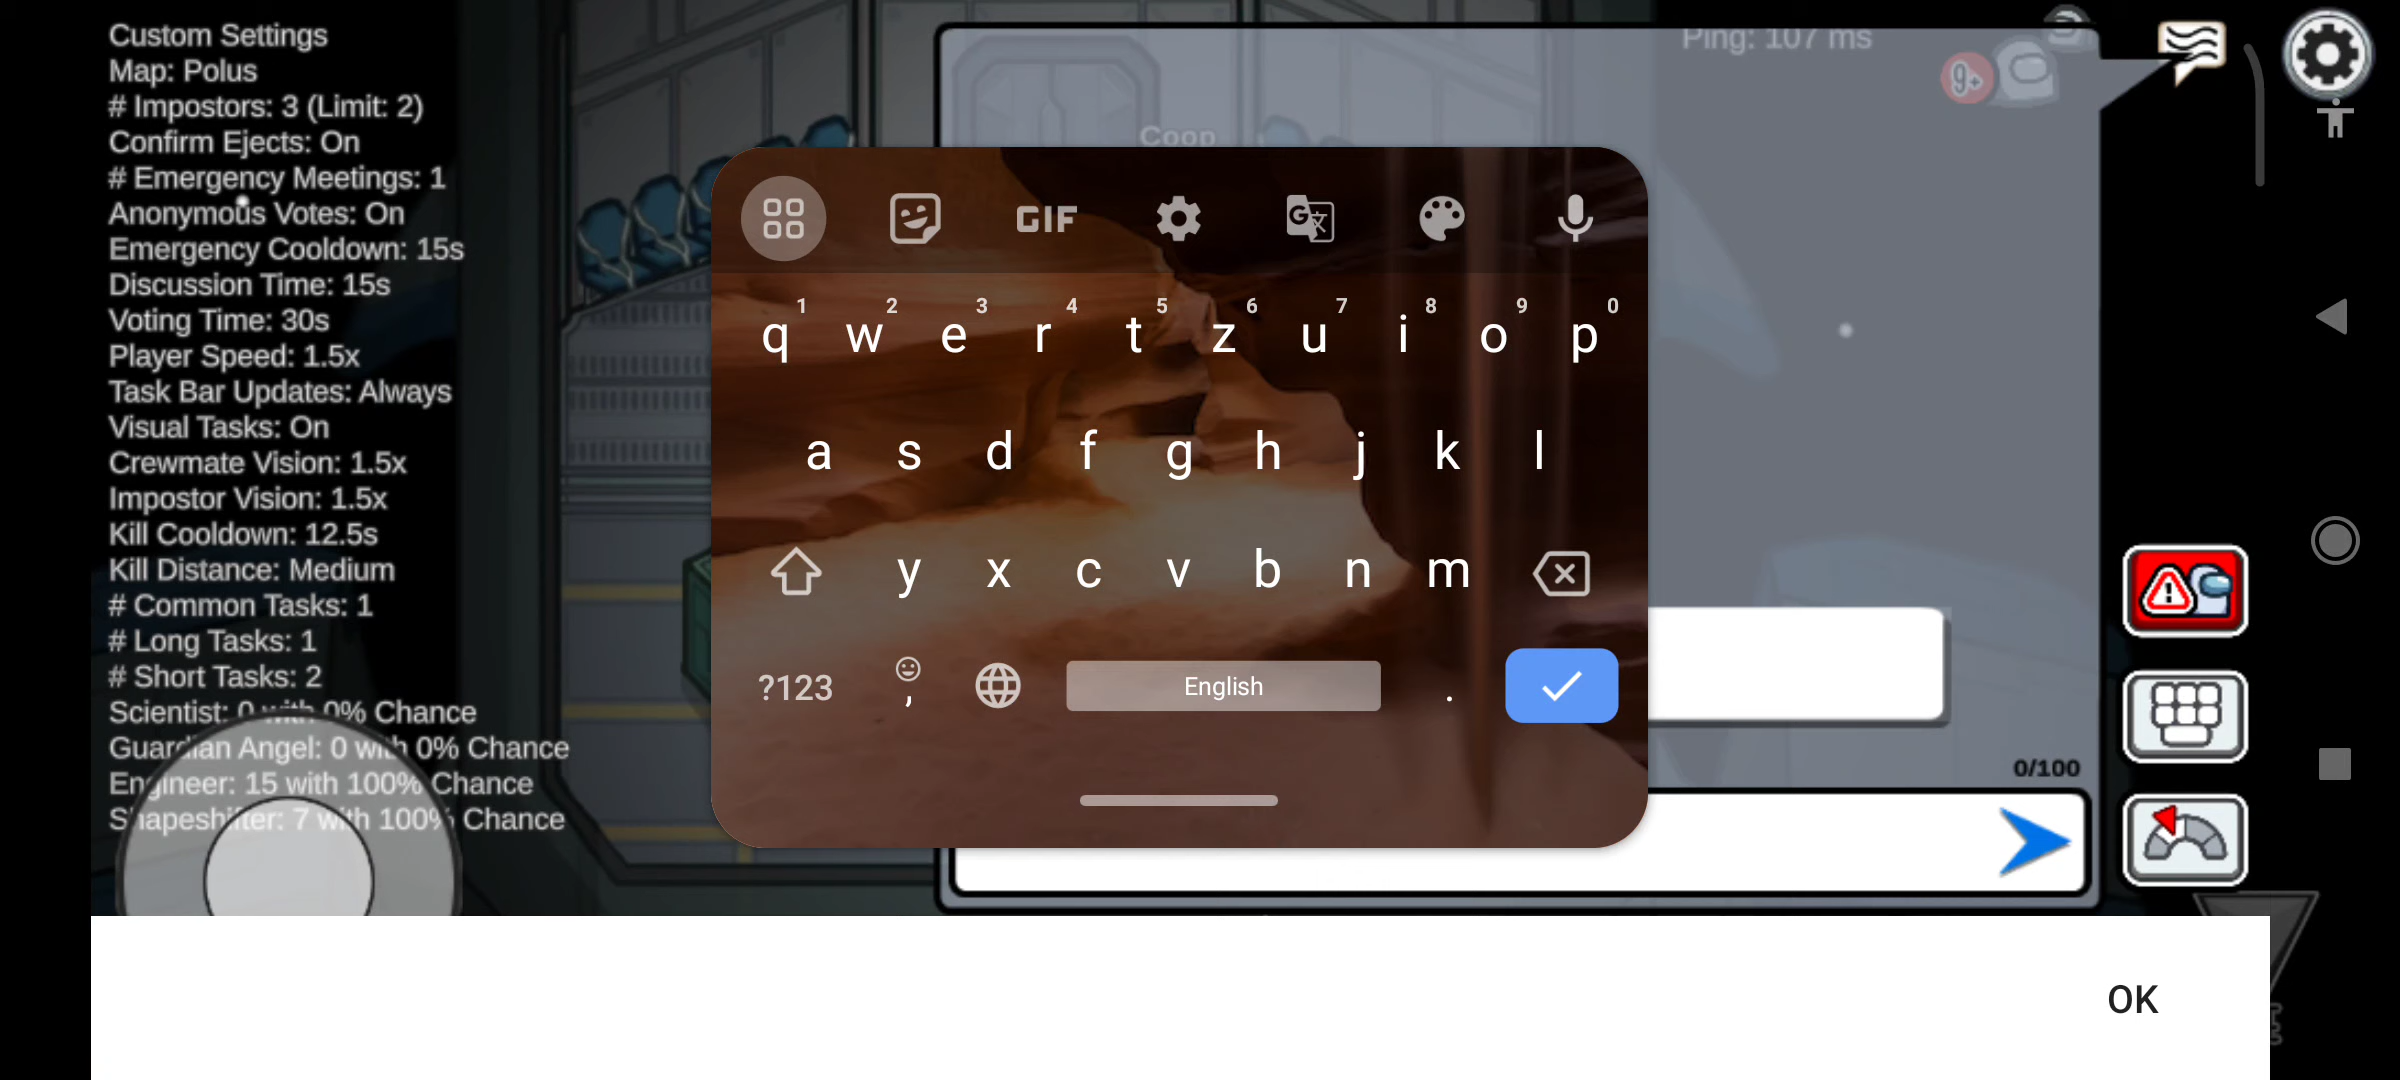 Custom Settings
Map: Polus
# Impostors: 3 (Limit: 2)
Confirm Ejects: On
# Emergency Meetings: 1
Anonymous Votes: On
Emergency Cooldown: 15s
Discussion Time: 15s
Voting Time: 30s
Player Speed: 1.5x
Task Bar Updates: Always
Visual Tasks: On
Crewmate Vision: 1.5x
Impostor Vision: 1.5x
Kill Cooldown: 12.5s
Kill Distance: Medium
# Common Tasks: 1
# Long Tasks: 1
# Short Tasks: 2
Scientist: 0 with 0% Chance
Guardian Angel: 0 with 0% Chance
Engineer: 15 with 100% Chance
Shapeshifter: 7 with 100% Chance
Ping: 107 ms
9+
Coop
GIF
1 2 3 4 5 6 7 8 9 0
q w e r t z u i o p
a s d f g h j k l
y x c v b n m
?123 , English .
0/100
OK